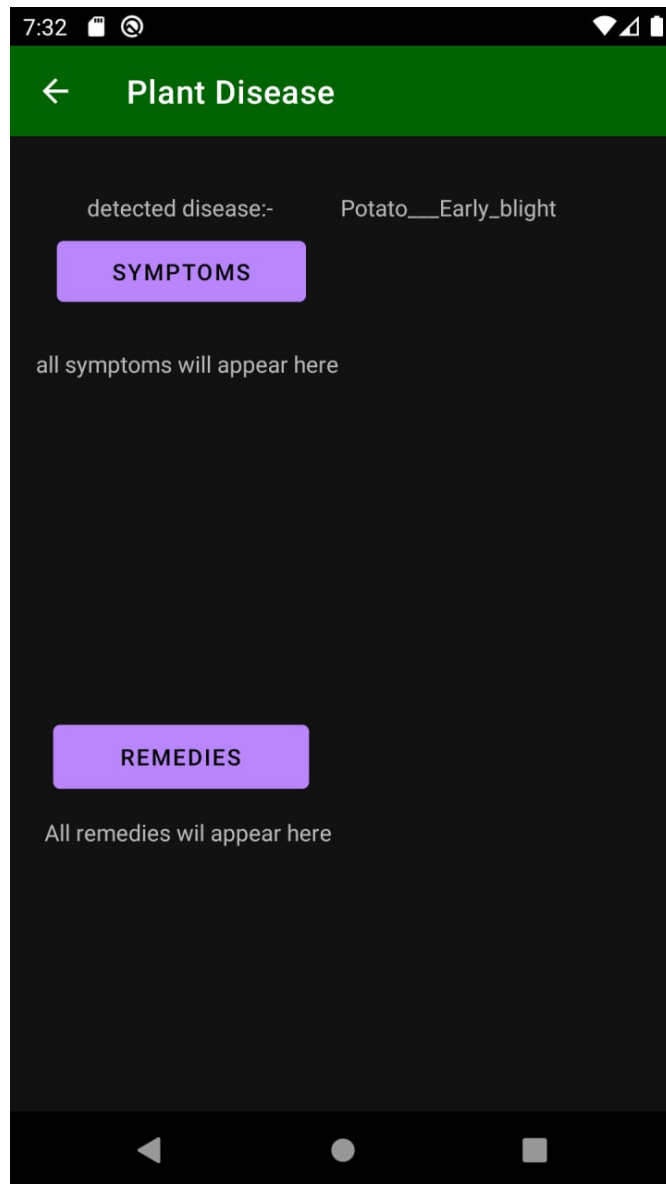 7:32
Plant Disease
detected disease:- Potato___Early_blight
SYMPTOMS
all symptoms will appear here
REMEDIES
All remedies wil appear here